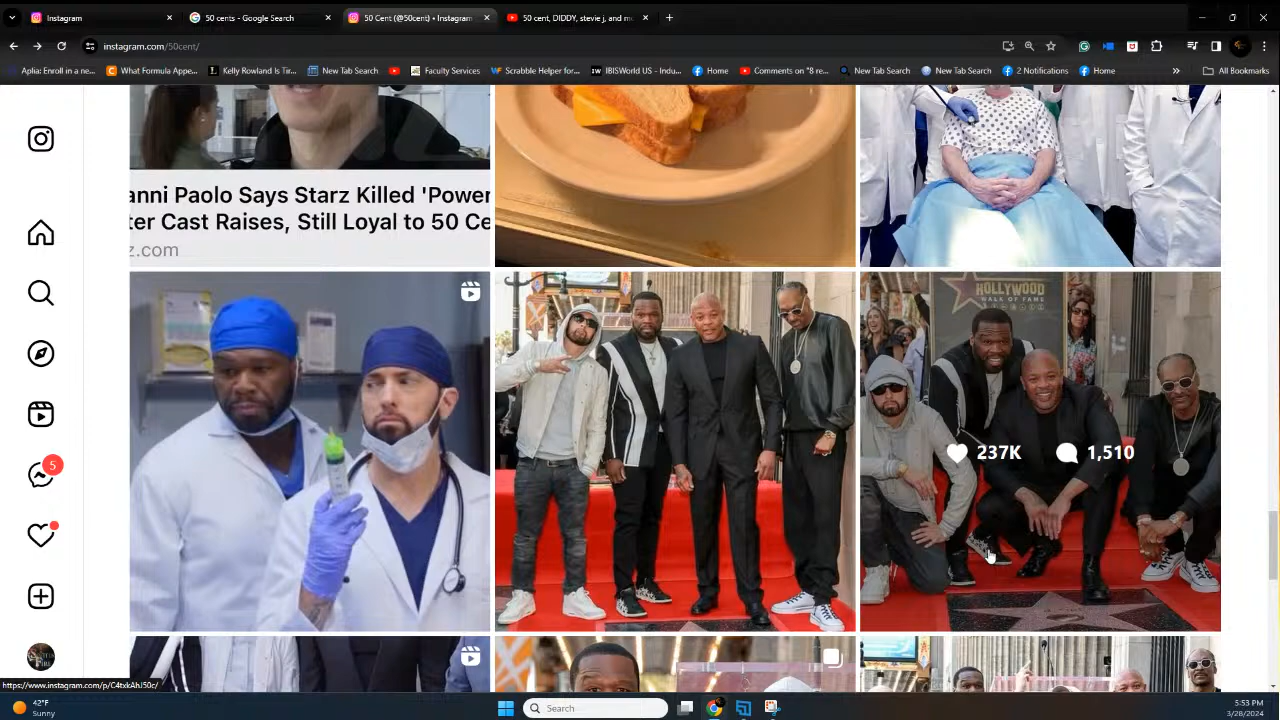 Instagram
50 cents - Google Search
50 Cent (@50cent) • Instagram
50 cent, DIDDY, stevie j, and mo
instagram.com/50cent/
Aplia: Enroll in a ne...
What Formula Appe...
Kelly Rowland Is Tir...
New Tab Search
Faculty Services
Scrabble Helper for...
IBISWorld US - Indu...
Home
Comments on "8 re...
New Tab Search
New Tab Search
2 Notifications
Home
All Bookmarks
anni Paolo Says Starz Killed 'Power
ter Cast Raises, Still Loyal to 50 Ce
z.com
HOLLYWOOD
WALK OF FAME
237K
1,510
5
https://www.instagram.com/p/C4txkAhJ50c/
42°F
Sunny
Search
5:53 PM
3/28/2024